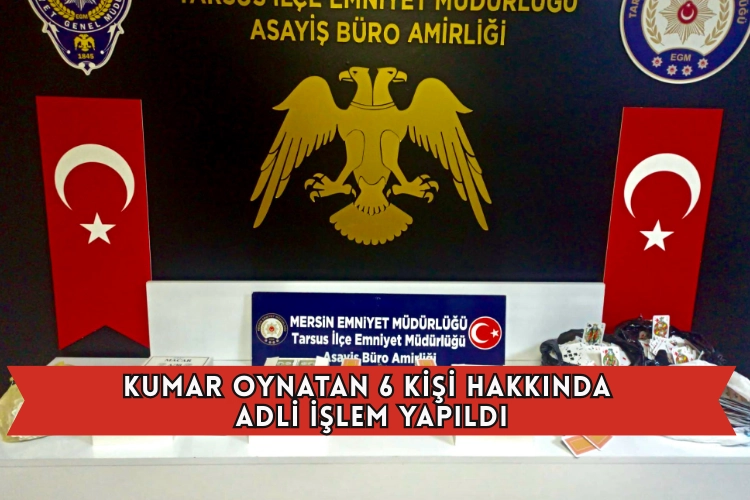 TARSUS İLÇE EMNİYET MÜDÜRLÜĞÜ
ASAYİŞ BÜRO AMİRLİĞİ
1845
EGM
MERSİN EMNİYET MÜDÜRLÜĞÜ
Tarsus İlçe Emniyet Müdürlüğü
Asayiş Büro Amirliği
KUMAR OYNATAN 6 KİŞİ HAKKINDA
ADLİ İŞLEM YAPILDI